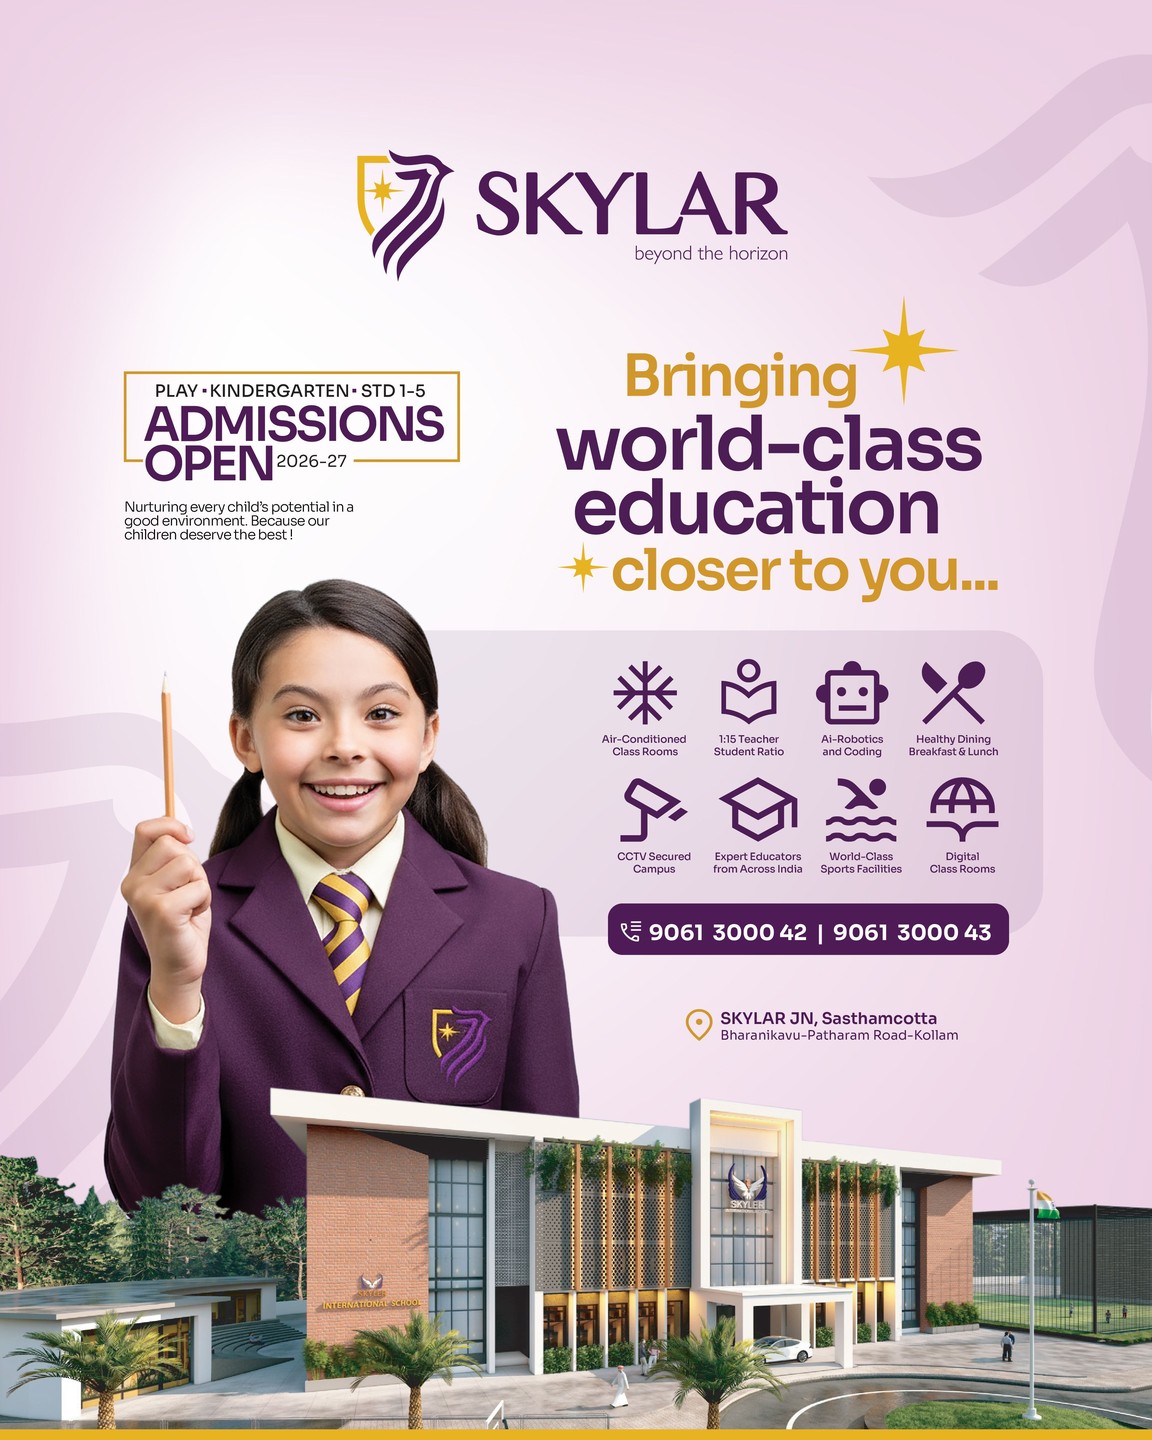 SKYLAR
beyond the horizon
PLAY • KINDERGARTEN • STD 1-5
ADMISSIONS
OPEN 2026-27
Nurturing every child's potential in a
good environment. Because our
children deserve the best !
Bringing
world-class
education
closer to you...
Air-Conditioned
Class Rooms
1:15 Teacher
Student Ratio
Ai-Robotics
and Coding
Healthy Dining
Breakfast & Lunch
CCTV Secured
Campus
Expert Educators
from Across India
World-Class
Sports Facilities
Digital
Class Rooms
9061 3000 42 | 9061 3000 43
SKYLAR JN, Sasthamcotta
Bharanikavu-Patharam Road-Kollam
SKYLER
INTERNATIONAL SCHOOL